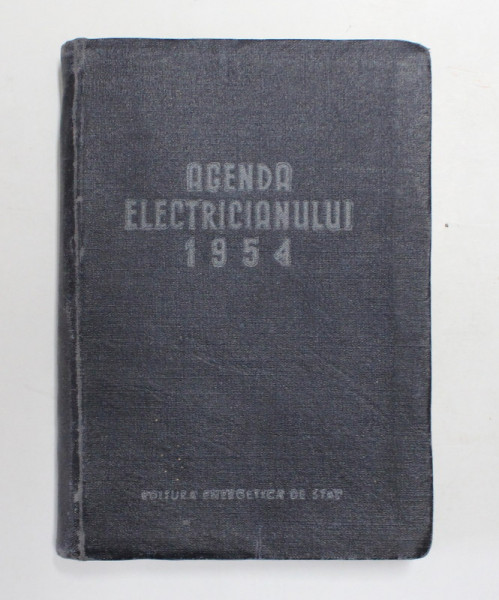 AGENDA
ELECTRICIANULUI
1954
EDITURA ENERGETICA DE STAT